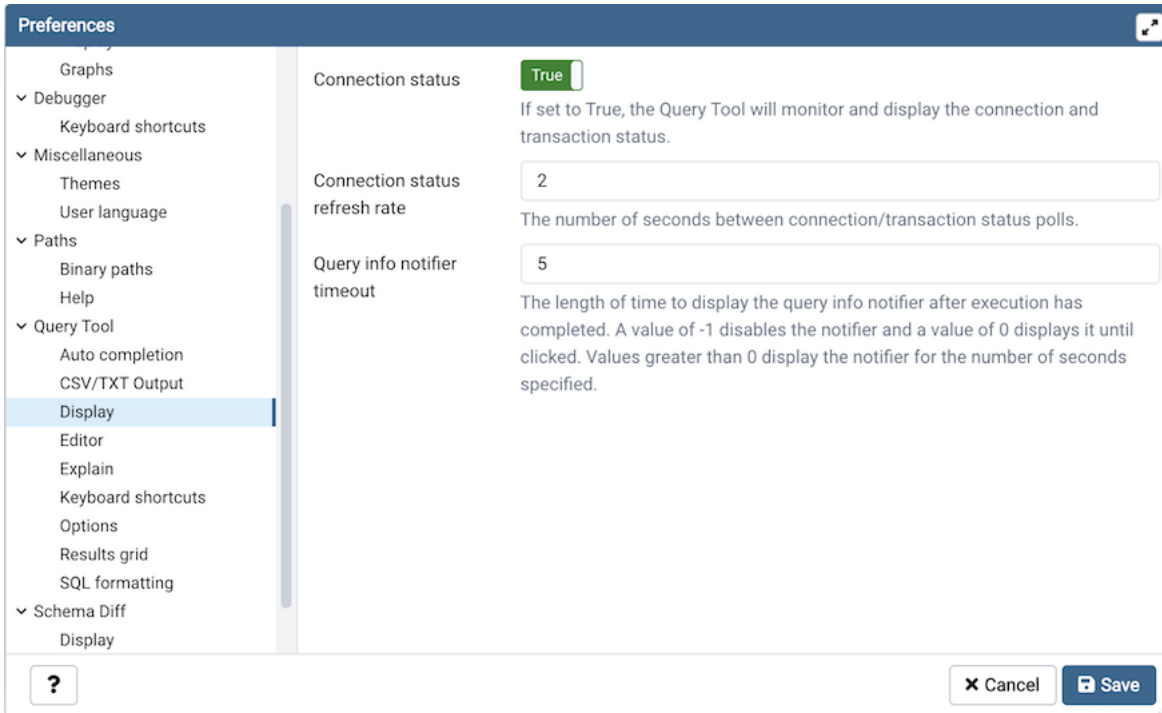 Preferences
Graphs
Debugger
Keyboard shortcuts
Miscellaneous
Themes
User language
Paths
Binary paths
Help
Query Tool
Auto completion
CSV/TXT Output
Display
Editor
Explain
Keyboard shortcuts
Options
Results grid
SQL formatting
Schema Diff
Display
Connection status
True
If set to True, the Query Tool will monitor and display the connection and
transaction status.
Connection status
refresh rate
2
The number of seconds between connection/transaction status polls.
Query info notifier
timeout
5
The length of time to display the query info notifier after execution has
completed. A value of -1 disables the notifier and a value of 0 displays it until
clicked. Values greater than 0 display the notifier for the number of seconds
specified.
?
Cancel
Save